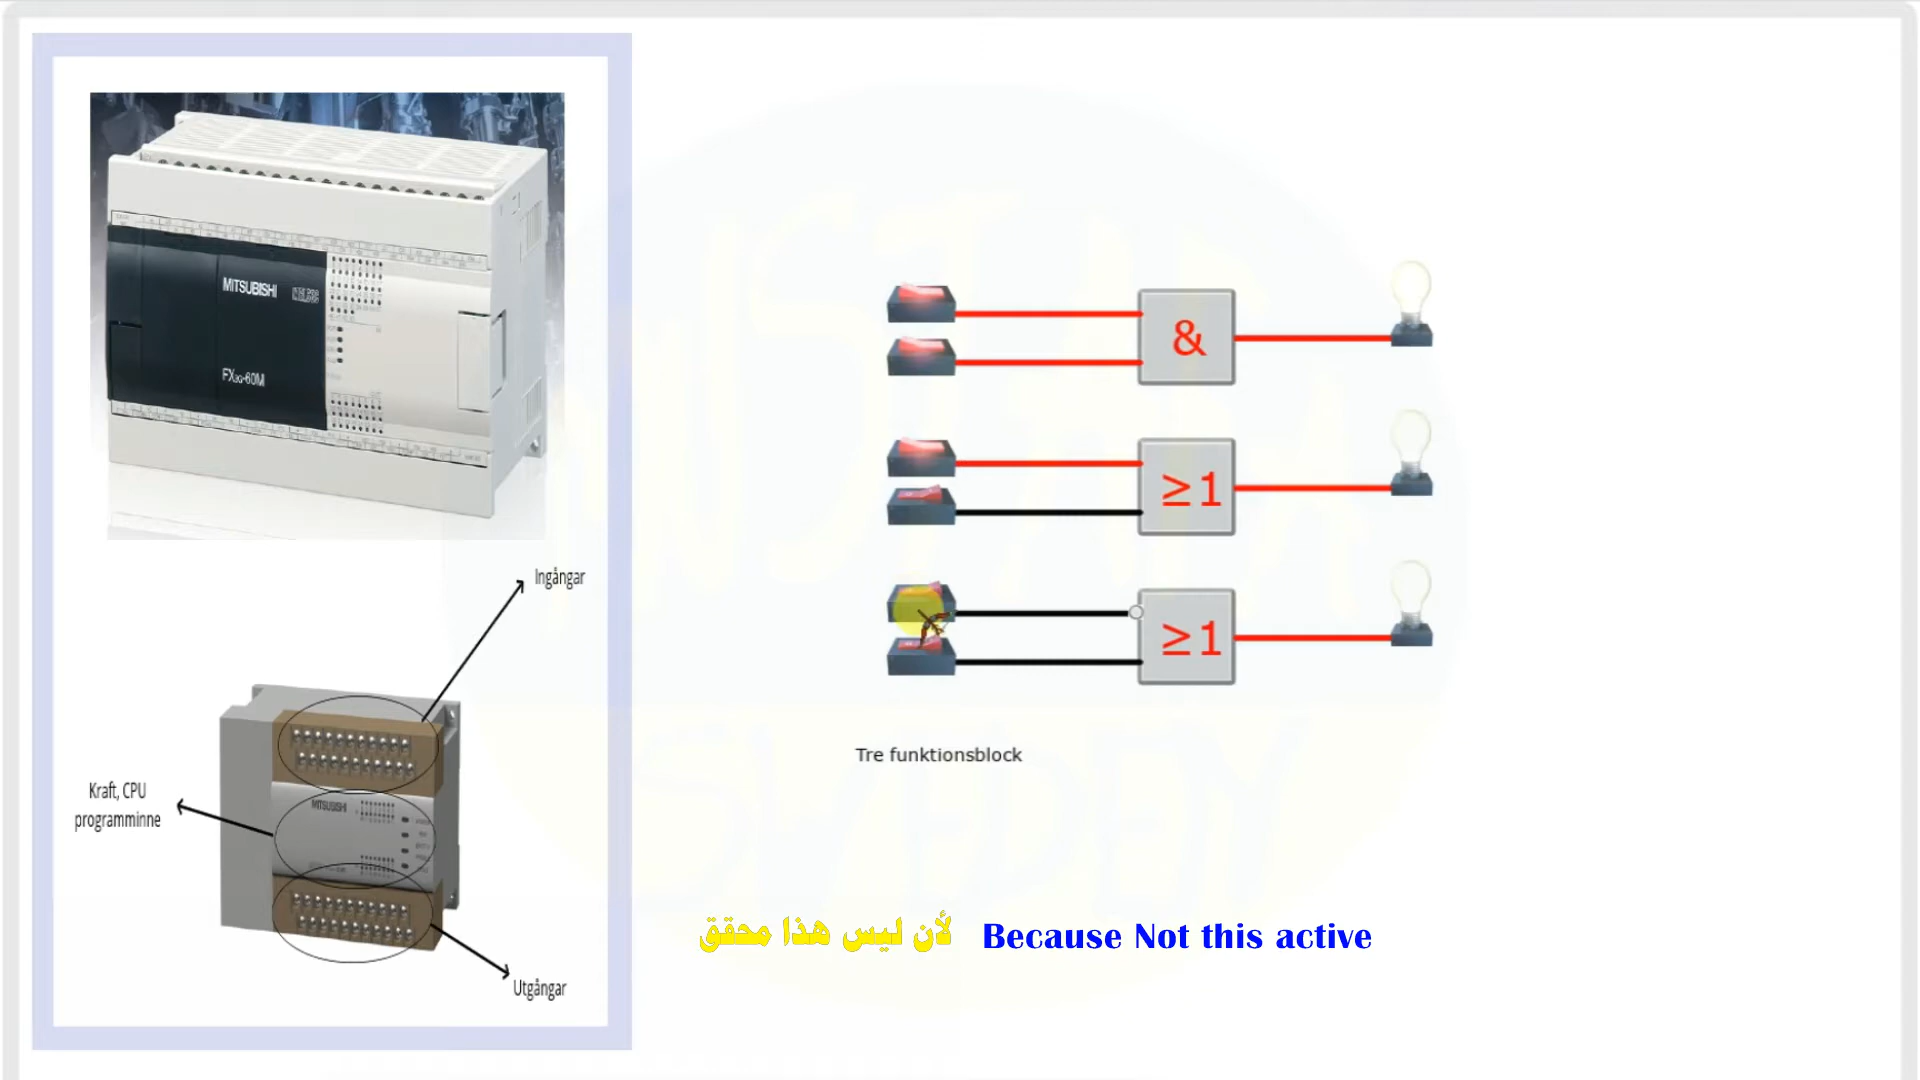 MITSUBISHI
FX3G-60M
Ingångar
Kraft, CPU
programminne
MITSUBISHI
Utgångar
&
≥1
≥1
Tre funktionsblock
لأن ليس هذا محقق Because Not this active